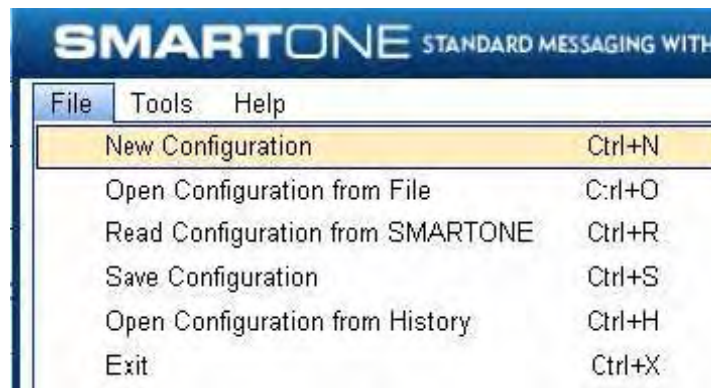 SMARTONE STANDARD MESSAGING WITH
File Tools Help
New Configuration Ctrl+N
Open Configuration from File Ctrl+O
Read Configuration from SMARTONE Ctrl+R
Save Configuration Ctrl+S
Open Configuration from History Ctrl+H
Exit Ctrl+X